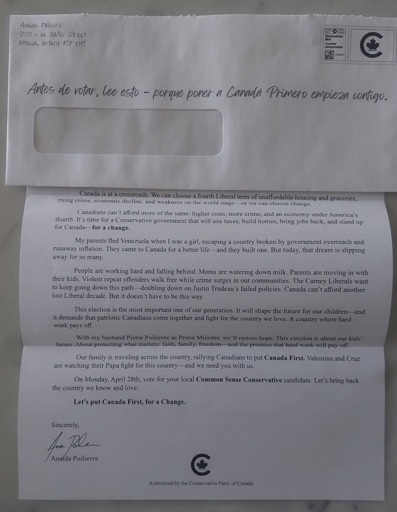 Anaida Poilievre
Ottawa, Ontario
Antes de votar, lee esto – porque poner a Canadá Primero empieza contigo.
Canada is at a crossroads. We can choose a fourth Liberal term of unaffordable housing and groceries,
rising crime, economic decline, and weakness on the world stage—or we can choose change.
Canadians can't afford more of the same: higher costs, more crime, and an economy under America's
thumb. It's time for a Conservative government that will axe taxes, build homes, bring jobs back, and stand up
for Canada—for a change.
My parents fled Venezuela when I was a girl, escaping a country broken by government overreach and
runaway inflation. They came to Canada for a better life—and they built one. But today, that dream is slipping
away for so many.
People are working hard and falling behind. Moms are watering down milk. Parents are moving in with
their kids. Violent repeat offenders walk free while crime surges in our communities. The Carney Liberals want
to keep going down this path—doubling down on Justin Trudeau's failed policies. Canada can't afford another
lost Liberal decade. But it doesn't have to be this way.
This election is the most important one of our generation. It will shape the future for our children—and
it demands that patriotic Canadians come together and fight for the country we love. A country where hard
work pays off.
With my husband Pierre Poilievre as Prime Minister, we'll restore hope. This election is about our kids'
future. About protecting what matters: faith, family, freedom—and the promise that hard work will pay off.
Our family is traveling across the country, rallying Canadians to put Canada First. Valentina and Cruz
are watching their Papa fight for this country—and we need you with us.
On Monday, April 28th, vote for your local Common Sense Conservative candidate. Let's bring back
the country we know and love.
Let's put Canada First, for a Change.
Sincerely,
Anaida Poilievre
Authorized by the Conservative Party of Canada